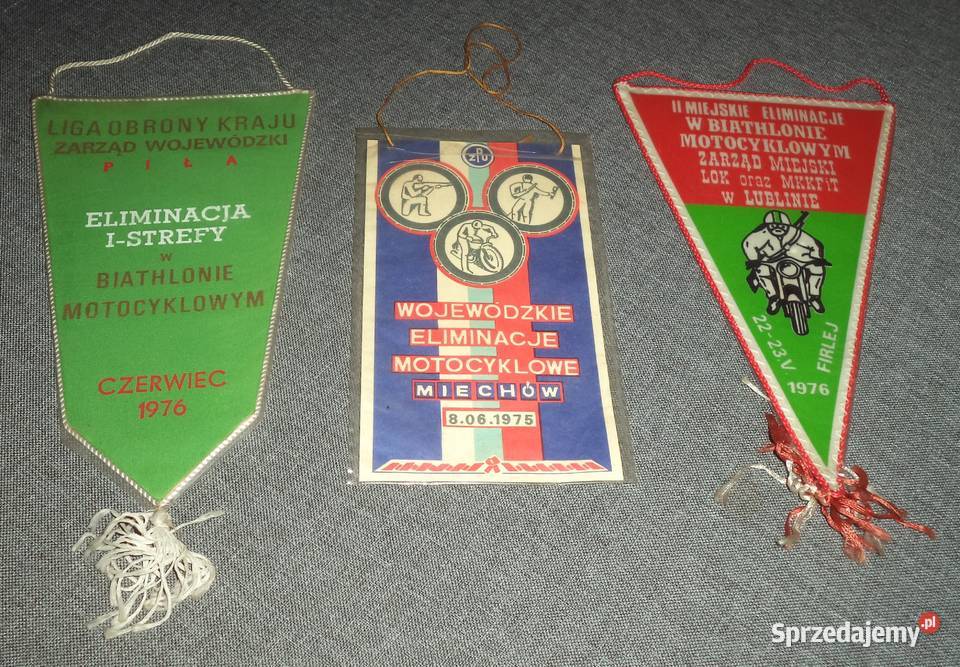 LIGA OBRONY KRAJU
ZARZĄD WOJEWÓDZKI
PIŁA
ELIMINACJA
I-STREFY
w
BIATHLONIE
MOTOCYKLOWYM
CZERWIEC
1976
PZU
WOJEWÓDZKIE
ELIMINACJE
MOTOCYKLOWE
MIECHÓW
8.06.1975
II MIEJSKIE ELIMINACJE
W BIATHLONIE
MOTOCYKLOWYM
ZARZĄD MIEJSKI
LOK oraz MKKFiT
W LUBLINIE
22-23.V
FIRLEJ
1976
Sprzedajemy.pl